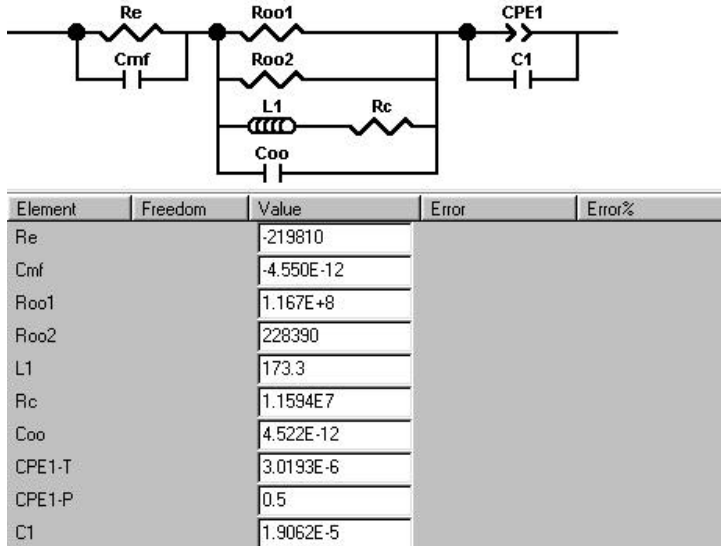 Re Roo1 CPE1
Cmf Roo2 C1
L1 Rc
Coo
Element Freedom Value Error Error%
Re -219810
Cmf -4.550E-12
Roo1 1.167E+8
Roo2 228390
L1 173.3
Rc 1.1594E7
Coo 4.522E-12
CPE1-T 3.0193E-6
CPE1-P 0.5
C1 1.9062E-5